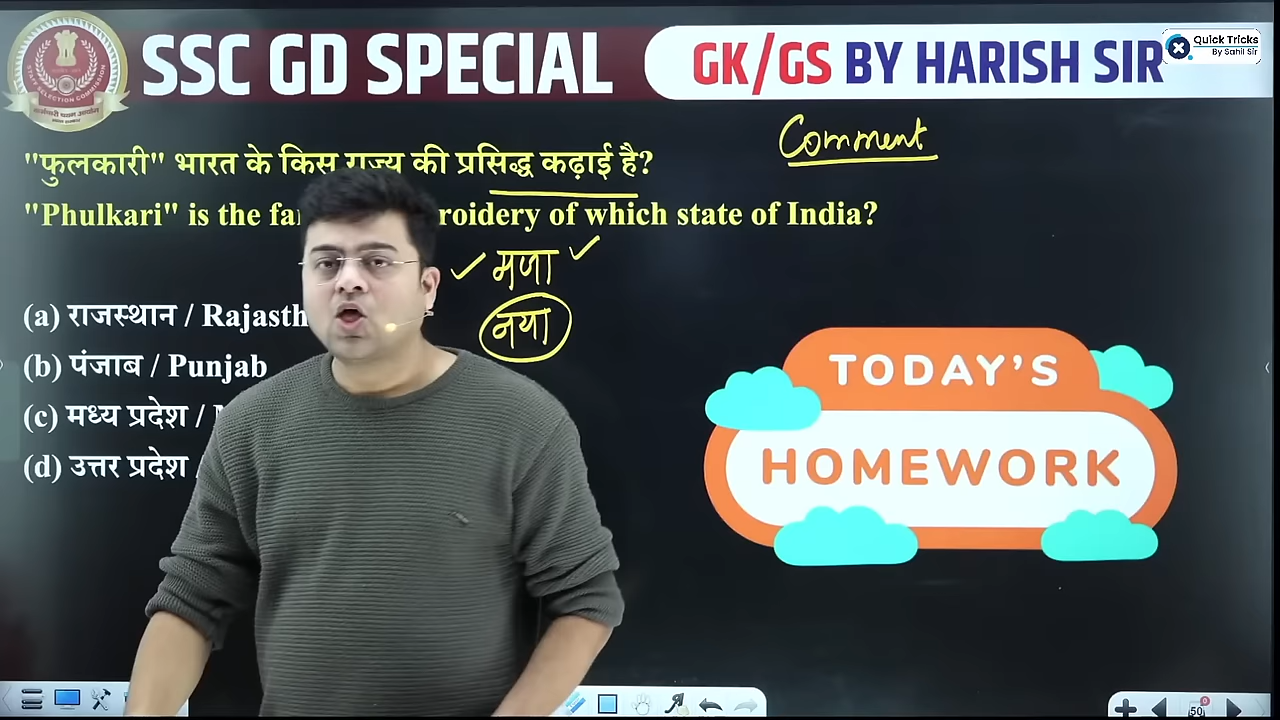 SSC GD SPECIAL
GK/GS BY HARISH SIR
Quick Tricks
By Sahil Sir
Comment
"फुलकारी" भारत के किस राज्य की प्रसिद्ध कढ़ाई है?
"Phulkari" is the fa roidery of which state of India?
मजा
नया
(a) राजस्थान / Rajasth
(b) पंजाब / Punjab
(c) मध्य प्रदेश /
(d) उत्तर प्रदेश
TODAY'S
HOMEWORK
50